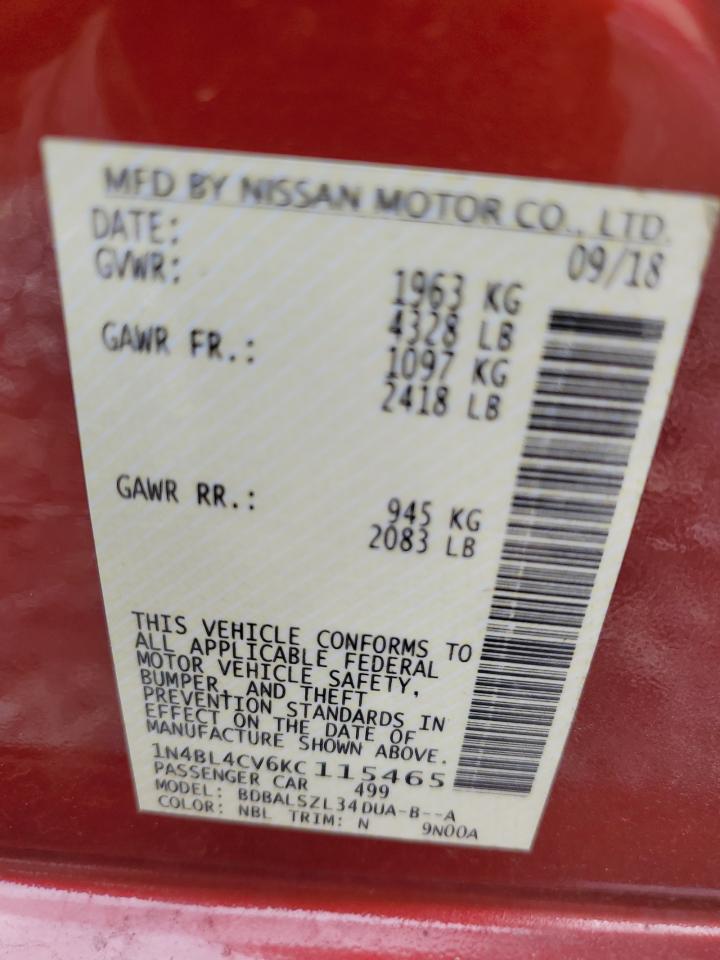 MFD BY NISSAN MOTOR CO., LTD.
DATE: 09/18
GVWR: 1963 KG
4328 LB
GAWR FR.: 1097 KG
2418 LB
GAWR RR.: 945 KG
2083 LB
THIS VEHICLE CONFORMS TO
ALL APPLICABLE FEDERAL
MOTOR VEHICLE SAFETY,
BUMPER, AND THEFT
PREVENTION STANDARDS IN
EFFECT ON THE DATE OF
MANUFACTURE SHOWN ABOVE.
1N4BL4CV6KC115465
PASSENGER CAR 499
MODEL: BDBALSZL34DUA-B--A
COLOR: NBL TRIM: N 9N00A